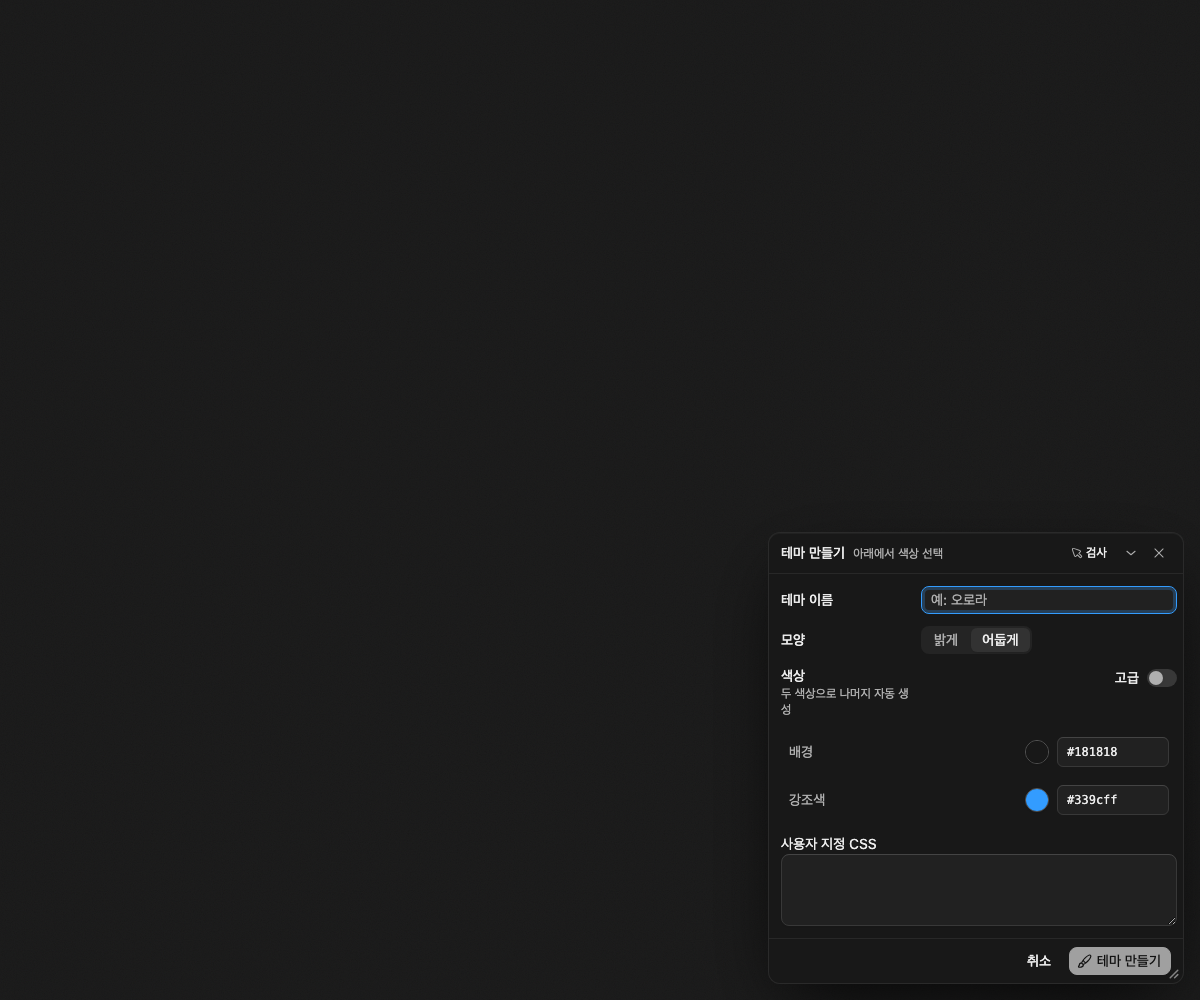 테마 만들기 아래에서 색상 선택 검사
테마 이름 예: 오로라
모양 밝게 어둡게
색상 고급
두 색상으로 나머지 자동 생
성
배경 #181818
강조색 #339cff
사용자 지정 CSS
취소 테마 만들기